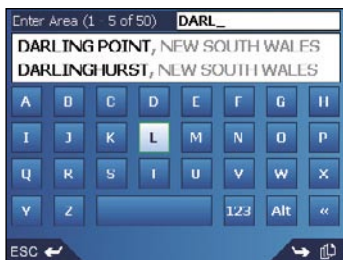 Enter Area (1 - 5 of 50) DARL_
DARLING POINT, NEW SOUTH WALES
DARLINGHURST, NEW SOUTH WALES
A B C D E F G H
I J K L M N O P
Q R S T U V W X
Y Z 123 Alt «
ESC